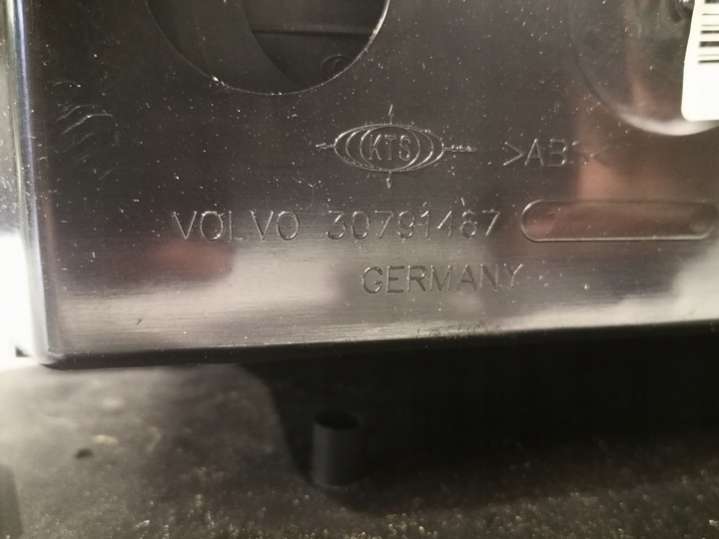 KTS >ABS<
VOLVO 30791467
GERMANY